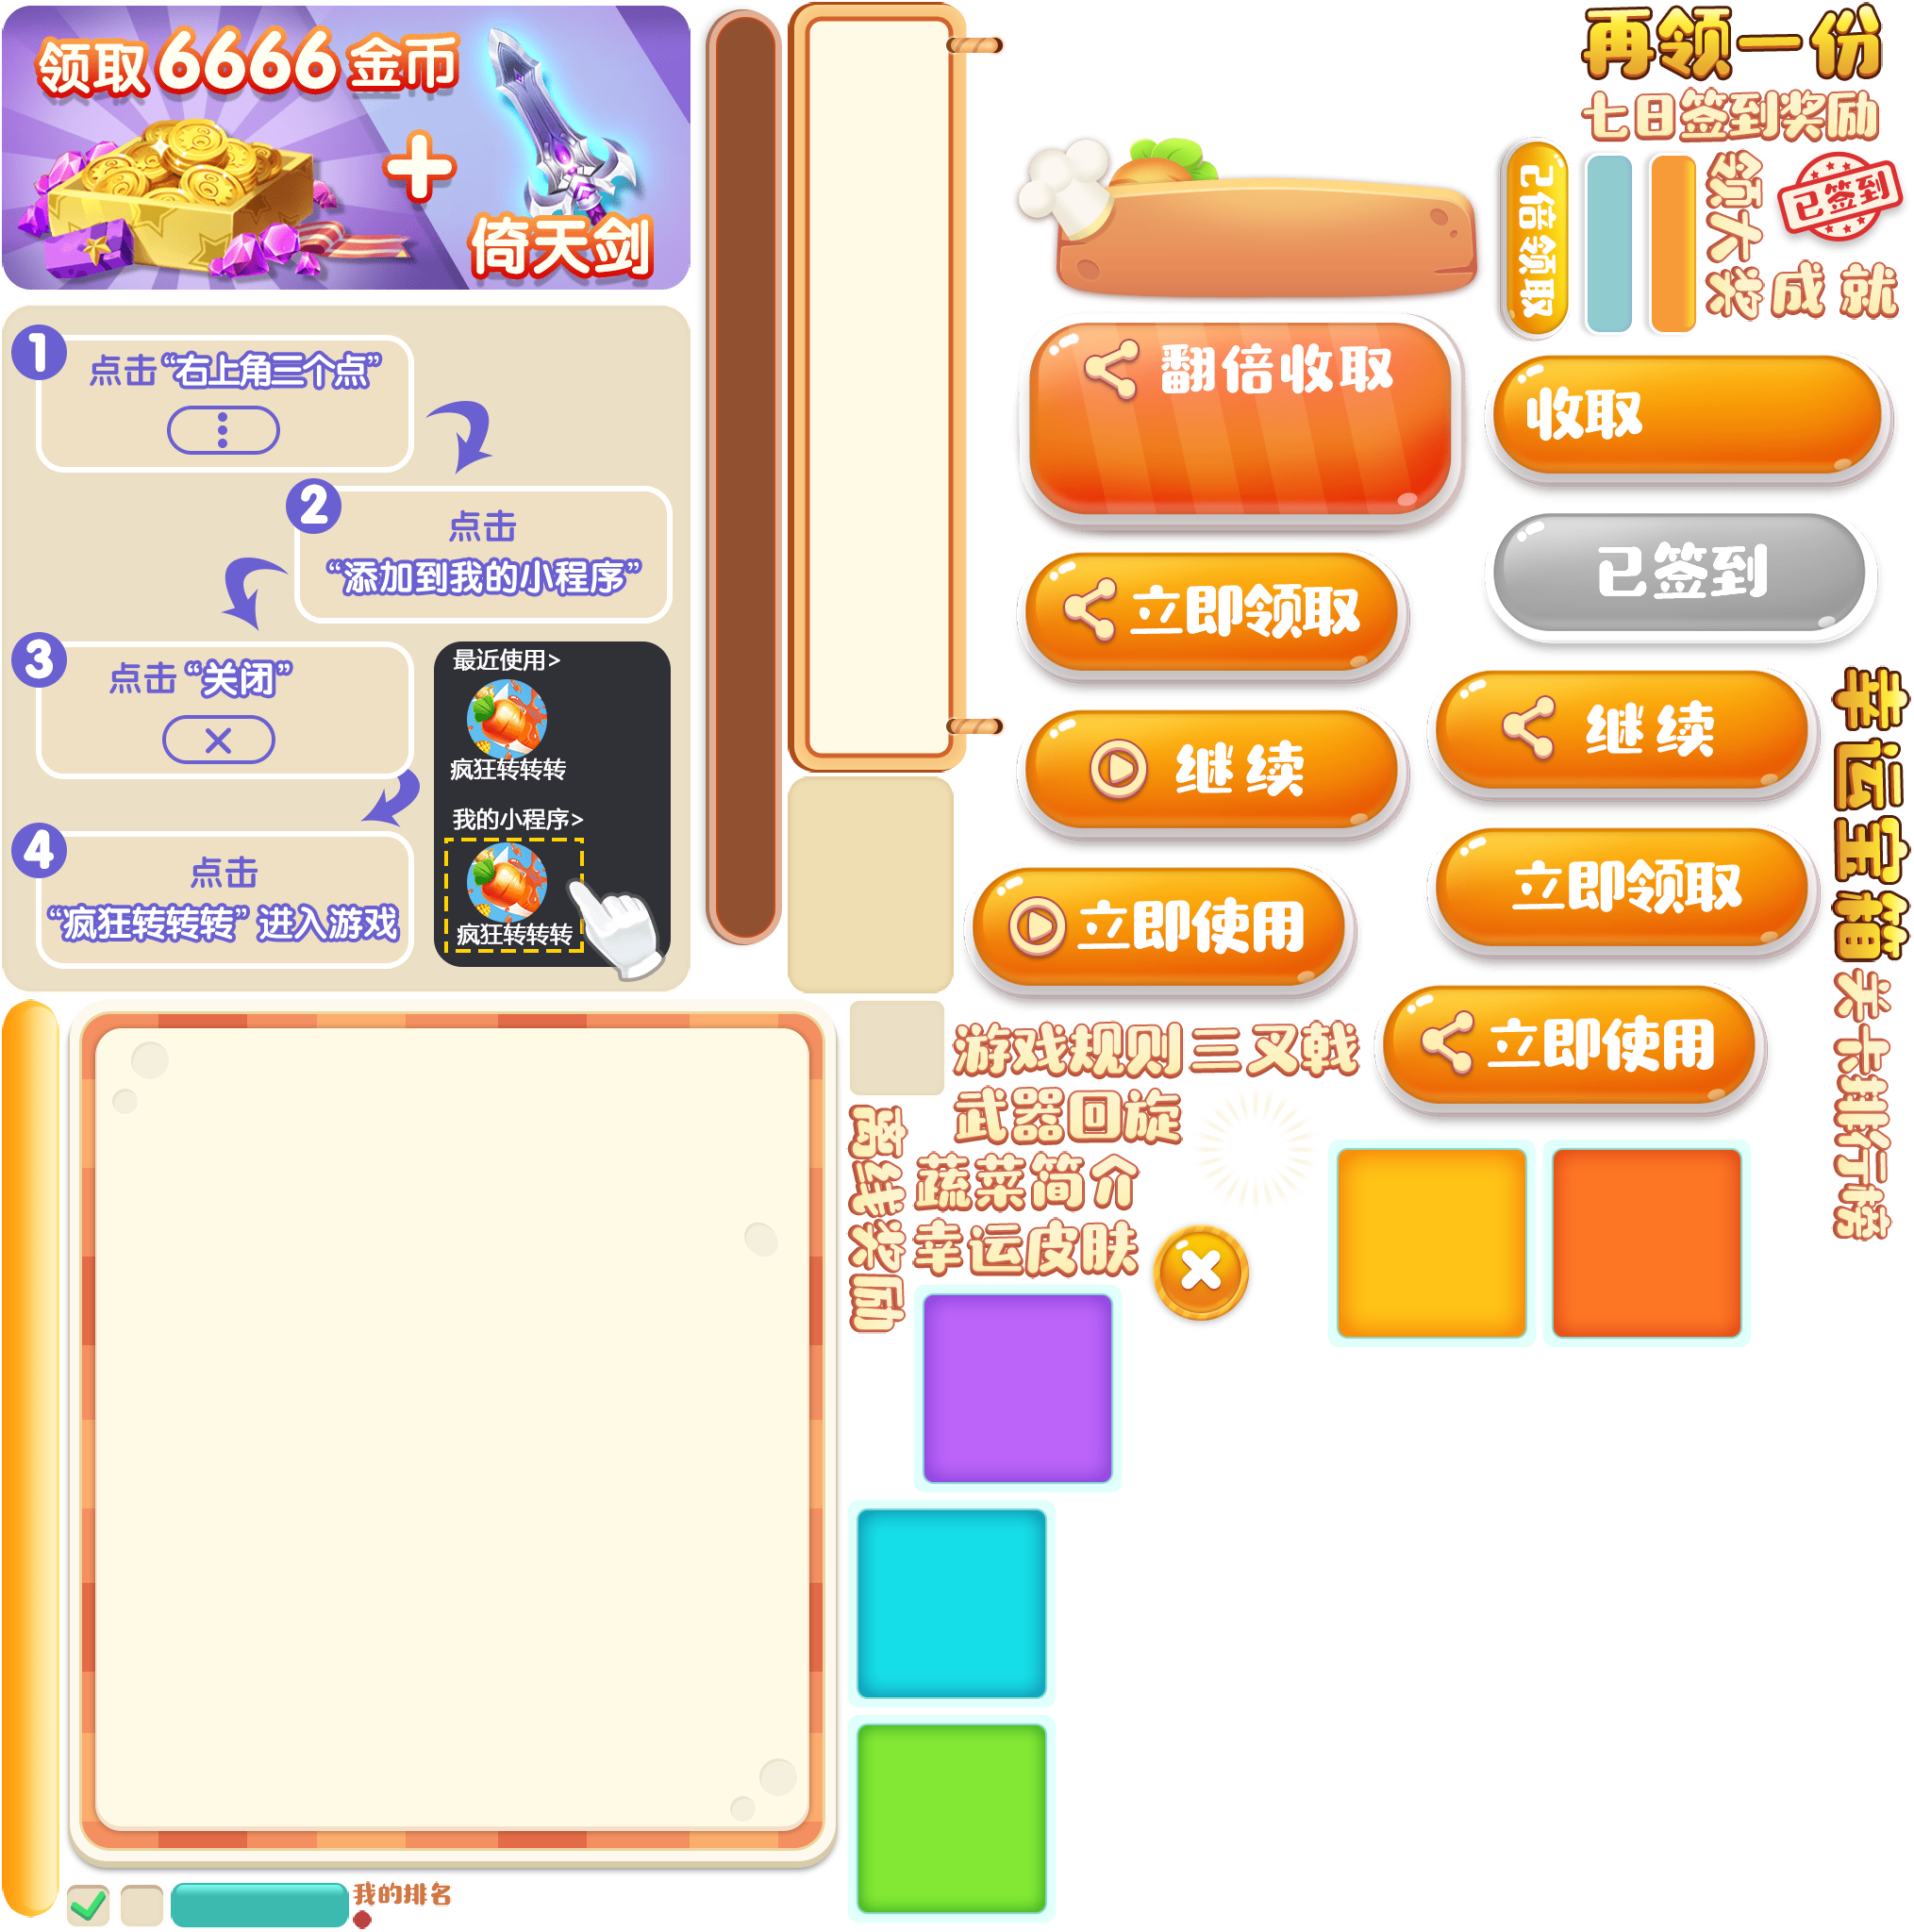 领取6666金币
+
倚天剑
1
点击“右上角三个点”
2
点击
“添加到我的小程序”
3
点击“关闭”
4
点击
“疯狂转转转”进入游戏
最近使用>
疯狂转转转
我的小程序>
疯狂转转转
再领一份
七日签到奖励
己倍领取
领大奖
已签到
成就
翻倍收取
收取
立即领取
已签到
继续
继续
立即使用
立即领取
立即使用
幸运宝箱
关卡排行榜
游戏规则
三叉戟
武器回旋
离线奖励
蔬菜简介
幸运皮肤
我的排名